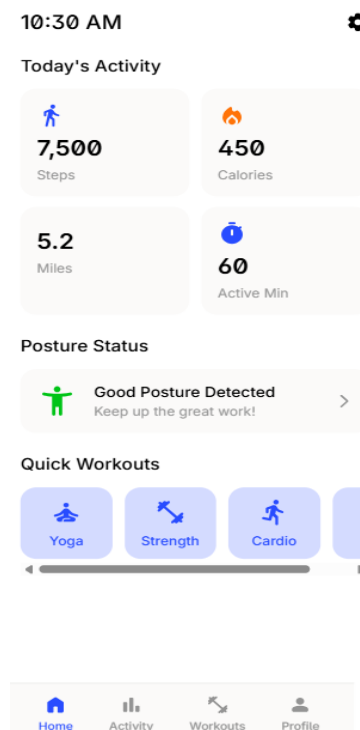 10:30 AM
Today's Activity
7,500
Steps
450
Calories
5.2
Miles
60
Active Min
Posture Status
Good Posture Detected
Keep up the great work!
Quick Workouts
Yoga
Strength
Cardio
Home
Activity
Workouts
Profile